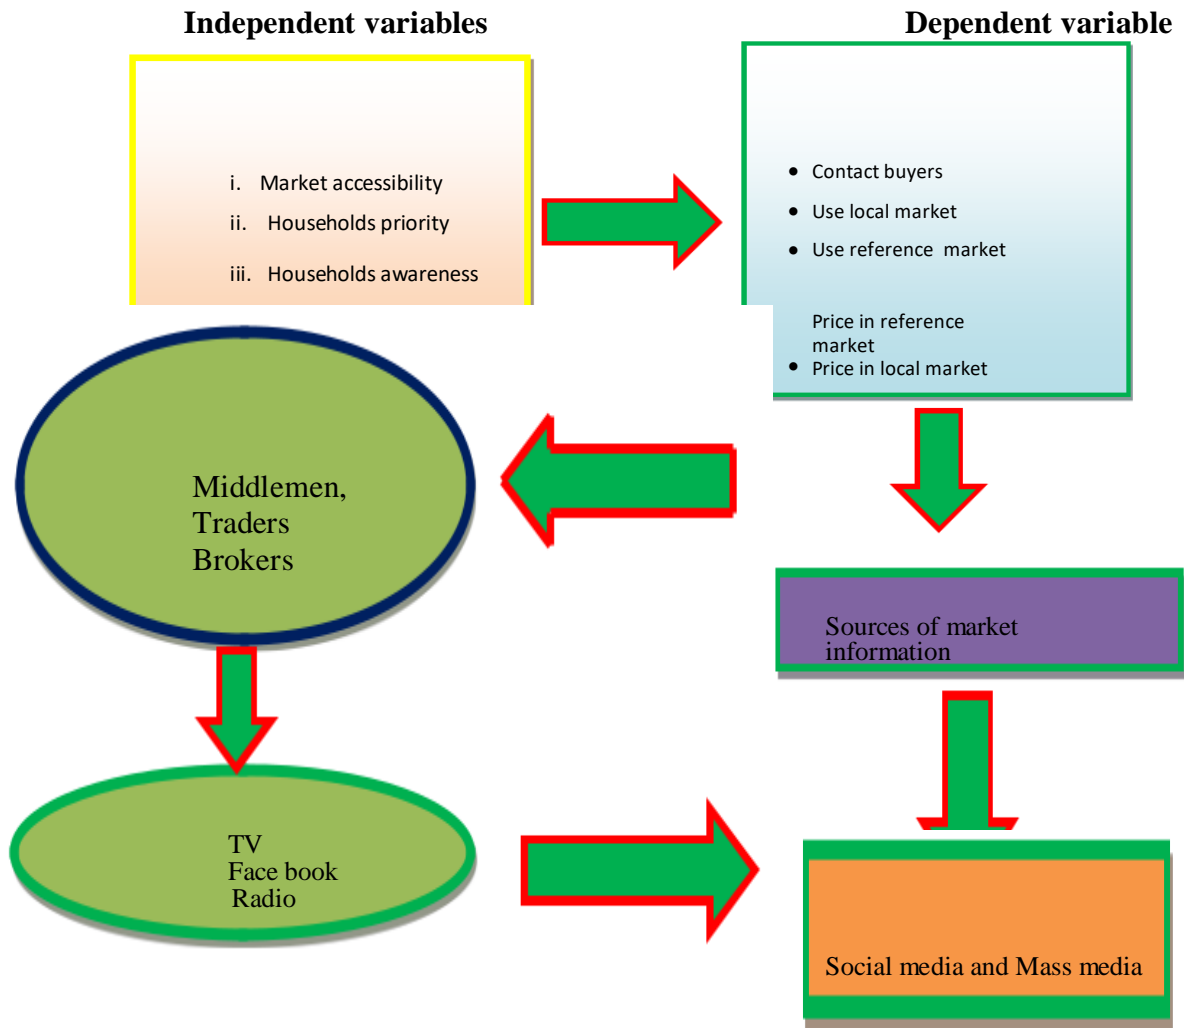 Independent variables
Dependent variable
i. Market accessibility
ii. Households priority
iii. Households awareness
• Contact buyers
• Use local market
• Use reference market
Price in reference
market
• Price in local market
Middlemen,
Traders
Brokers
Sources of market
information
TV
Face book
Radio
Social media and Mass media